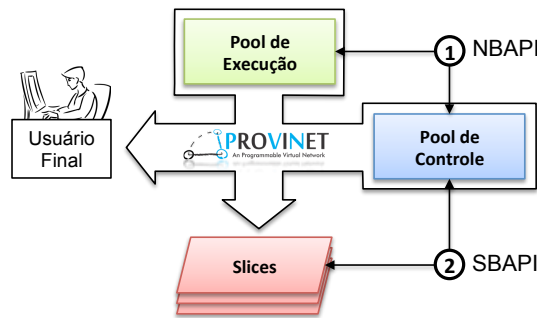 Pool de
Execução
1
NBAPI
Usuário
Final
PROVINET
An Programmable Virtual Network
Pool de
Controle
Slices
2
SBAPI